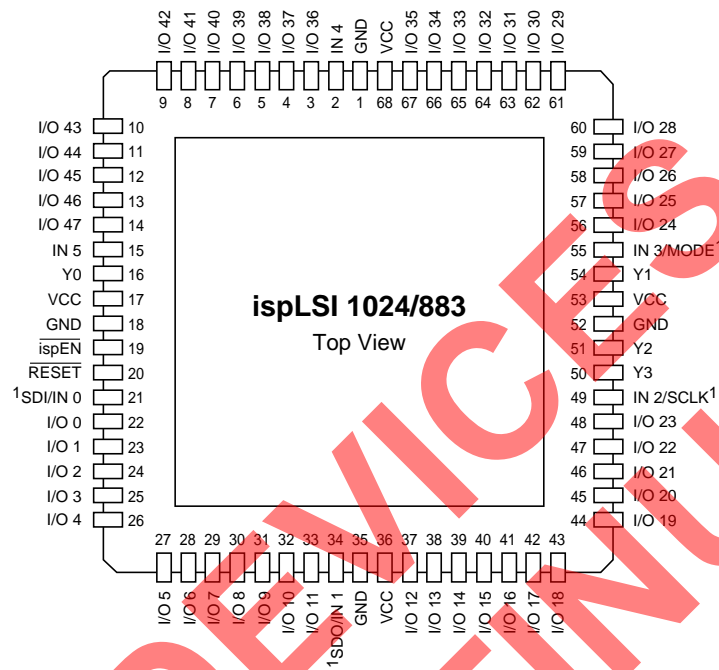 I/O 42 I/O 41 I/O 40 I/O 39 I/O 38 I/O 37 I/O 36 IN 4 GND VCC I/O 35 I/O 34 I/O 33 I/O 32 I/O 31 I/O 30 I/O 29
9 8 7 6 5 4 3 2 1 68 67 66 65 64 63 62 61
I/O 43 10 60 I/O 28
I/O 44 11 59 I/O 27
I/O 45 12 58 I/O 26
I/O 46 13 57 I/O 25
I/O 47 14 56 I/O 24
IN 5 15 55 IN 3/MODE¹
Y0 16 54 Y1
VCC 17 53 VCC
GND 18 52 GND
ispEN 19 51 Y2
RESET 20 50 Y3
¹SDI/IN 0 21 49 IN 2/SCLK¹
I/O 0 22 48 I/O 23
I/O 1 23 47 I/O 22
I/O 2 24 46 I/O 21
I/O 3 25 45 I/O 20
I/O 4 26 44 I/O 19
ispLSI 1024/883
Top View
27 28 29 30 31 32 33 34 35 36 37 38 39 40 41 42 43
I/O 5 I/O 6 I/O 7 I/O 8 I/O 9 I/O 10 I/O 11 ¹SDO/IN 1 GND VCC I/O 12 I/O 13 I/O 14 I/O 15 I/O 16 I/O 17 I/O 18
DEVICES